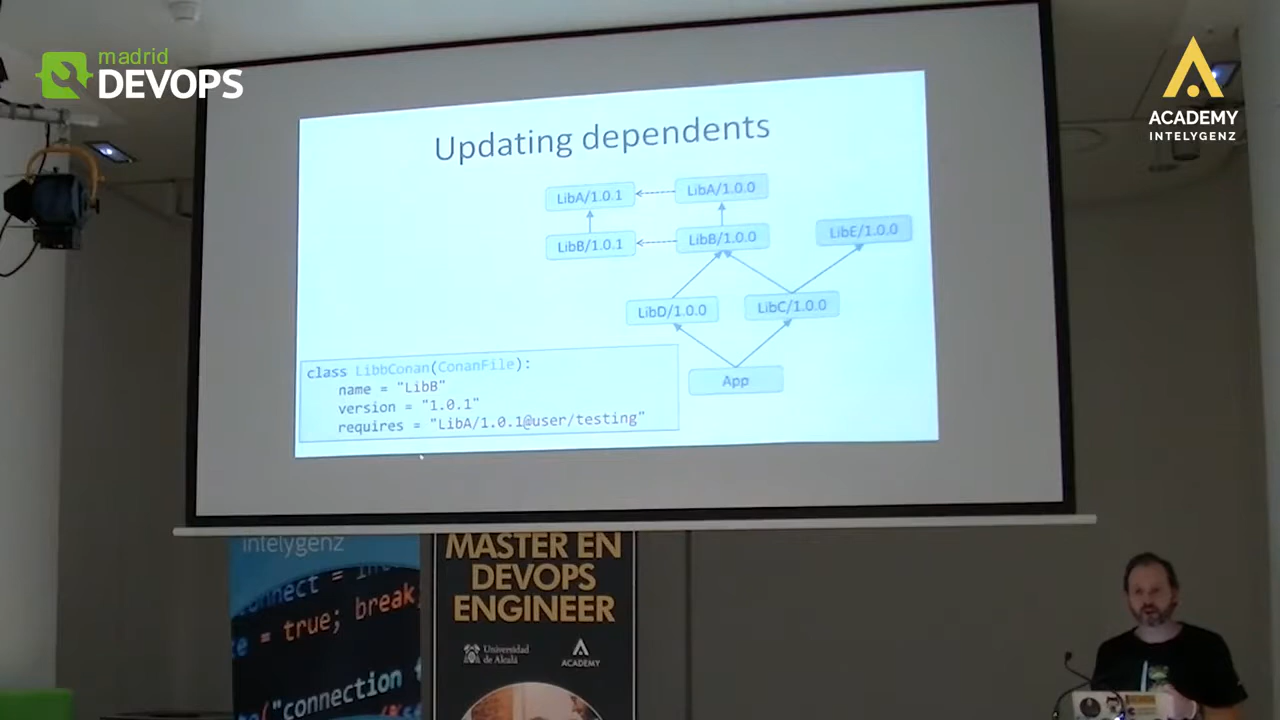 madrid
DEVOPS
ACADEMY
INTELYGENZ
Updating dependents
LibA/1.0.1
LibA/1.0.0
LibB/1.0.1
LibB/1.0.0
LibE/1.0.0
LibD/1.0.0
LibC/1.0.0
App
class LibbConan(ConanFile):
name = "LibB"
version = "1.0.1"
requires = "LibA/1.0.1@user/testing"
intelygenz
= true; break;
("connection
MASTER EN
DEVOPS
ENGINEER
Universidad
de Alcalá
ACADEMY